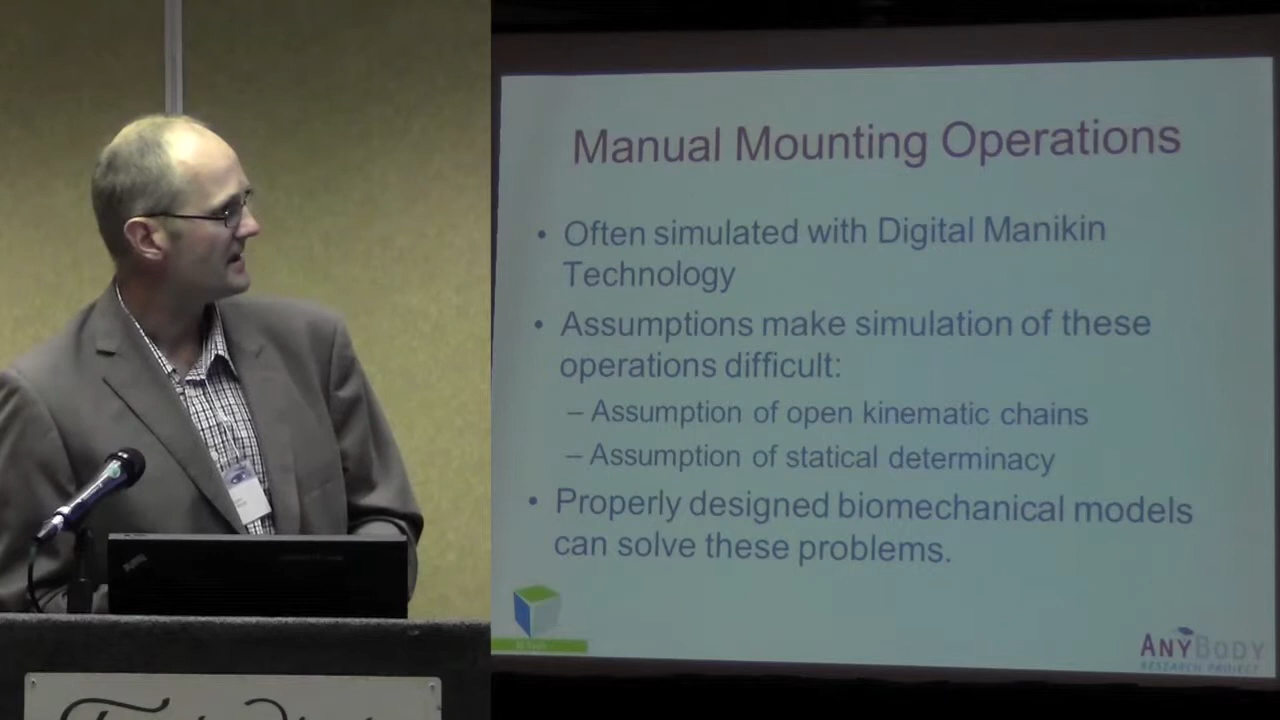 Manual Mounting Operations
• Often simulated with Digital Manikin
Technology
• Assumptions make simulation of these
operations difficult:
– Assumption of open kinematic chains
– Assumption of statical determinacy
• Properly designed biomechanical models
can solve these problems.
ANYBODY
RESEARCH PROJECT